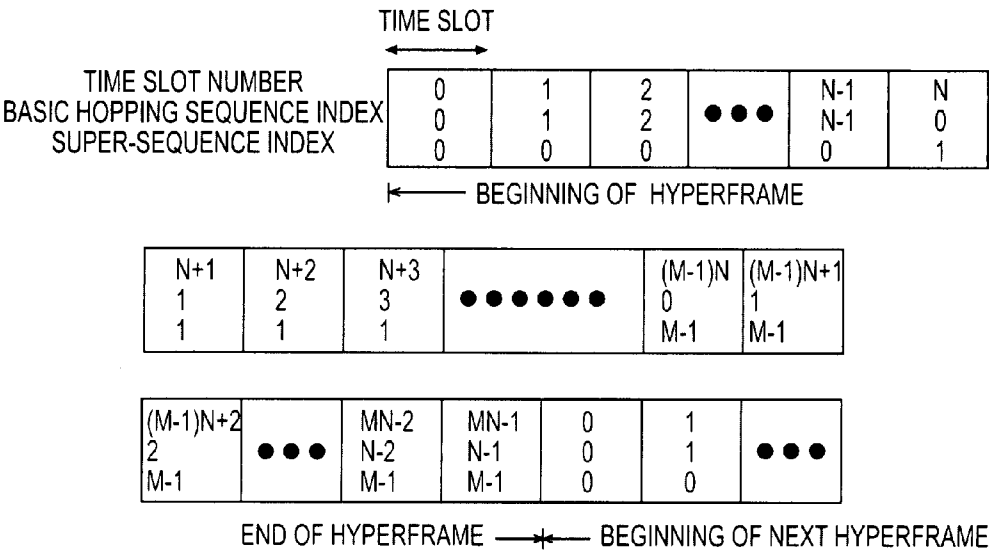 TIME SLOT
TIME SLOT NUMBER 0 1 2 ●●● N-1 N
BASIC HOPPING SEQUENCE INDEX 0 1 2 N-1 0
SUPER-SEQUENCE INDEX 0 0 0 0 1
BEGINNING OF HYPERFRAME
N+1 N+2 N+3 ●●●●●● (M-1)N (M-1)N+1
1 2 3 0 1
1 1 1 M-1 M-1
(M-1)N+2 ●●● MN-2 MN-1 0 1 ●●●
2 N-2 N-1 0 1
M-1 M-1 M-1 0 0
END OF HYPERFRAME BEGINNING OF NEXT HYPERFRAME